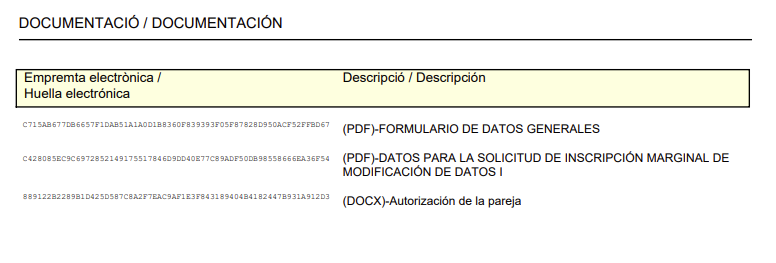 DOCUMENTACIÓ / DOCUMENTACIÓN
Empremta electrònica /
Huella electrónica
Descripció / Descripción
C715AB677DB6657F1DAB51A1A0D1B8360F839393F05F87828D950ACF52FFBD67
(PDF)-FORMULARIO DE DATOS GENERALES
C428085EC9C6972852149175517846D9DD40E77C89ADF50DB98558666EA36F54
(PDF)-DATOS PARA LA SOLICITUD DE INSCRIPCIÓN MARGINAL DE
MODIFICACIÓN DE DATOS I
889122B2289B1D425D587C8A2F7EAC9AF1E3F843189404B4182447B931A912D3
(DOCX)-Autorización de la pareja